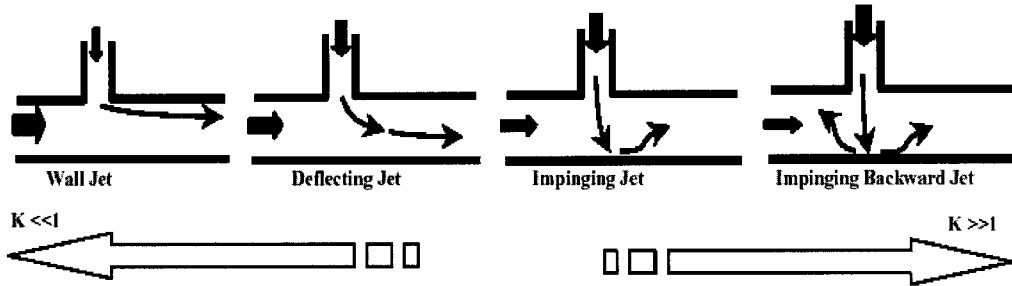 Wall Jet
Deflecting Jet
Impinging Jet
Impinging Backward Jet
K <<1
K >>1